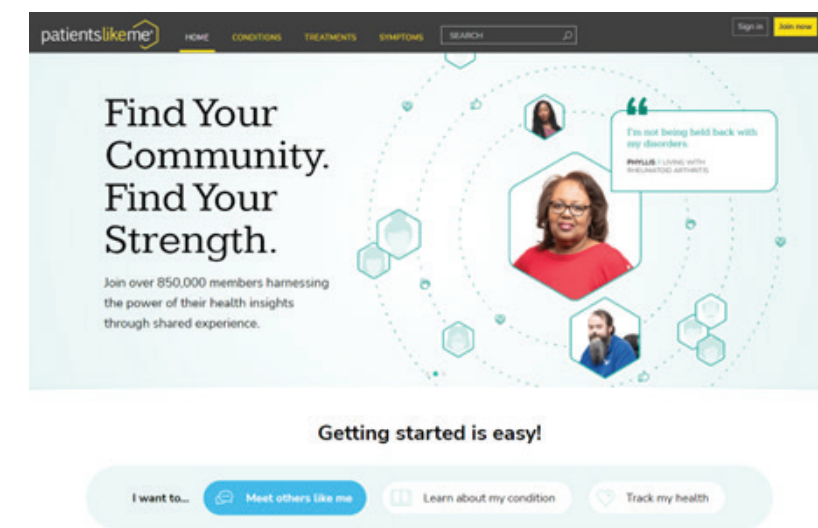 patientslikeme®
HOME CONDITIONS TREATMENTS SYMPTOMS SEARCH
Sign in Join now
Find Your
Community.
Find Your
Strength.
Join over 850,000 members harnessing
the power of their health insights
through shared experience.
“
I'm not being held back with
my disorders.
PHYLLIS | LIVING WITH
RHEUMATOID ARTHRITIS
Getting started is easy!
I want to... Meet others like me Learn about my condition Track my health